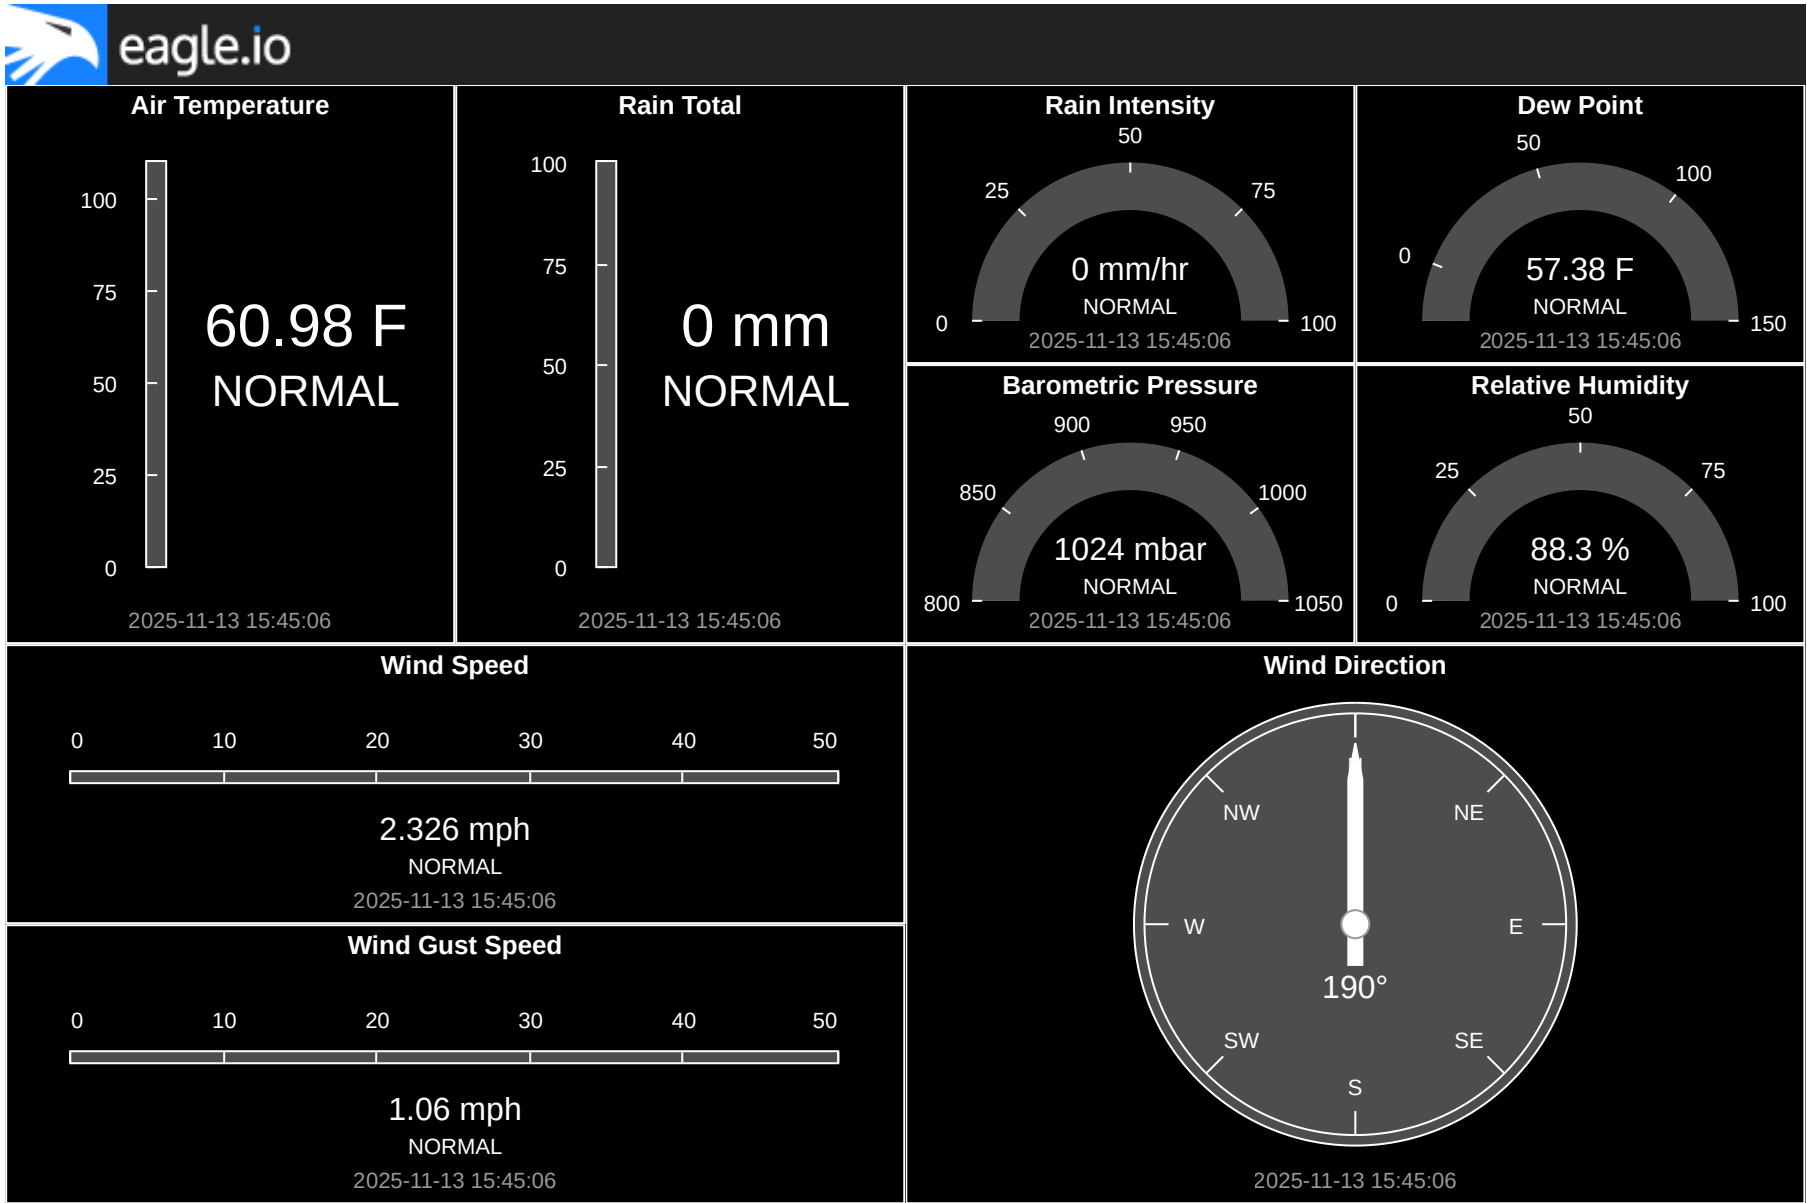 eagle.io
Air Temperature
100
75
50
25
0
60.98 F
NORMAL
2025-11-13 15:45:06
Rain Total
100
75
50
25
0
0 mm
NORMAL
2025-11-13 15:45:06
Rain Intensity
50
25
75
0
100
0 mm/hr
NORMAL
2025-11-13 15:45:06
Dew Point
50
100
0
150
57.38 F
NORMAL
2025-11-13 15:45:06
Barometric Pressure
900
950
850
1000
800
1050
1024 mbar
NORMAL
2025-11-13 15:45:06
Relative Humidity
50
25
75
0
100
88.3 %
NORMAL
2025-11-13 15:45:06
Wind Speed
0 10 20 30 40 50
2.326 mph
NORMAL
2025-11-13 15:45:06
Wind Gust Speed
0 10 20 30 40 50
1.06 mph
NORMAL
2025-11-13 15:45:06
Wind Direction
NW NE
W E
190°
SW SE
S
2025-11-13 15:45:06